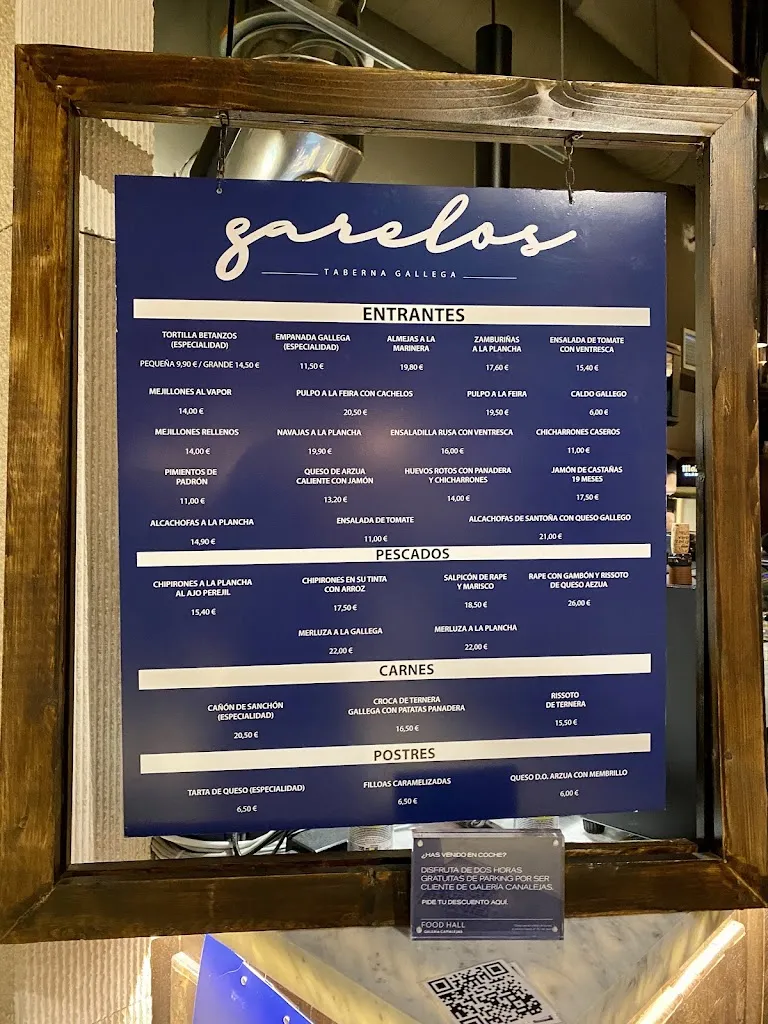 garelos
TABERNA GALLEGA
ENTRANTES
TORTILLA BETANZOS
(ESPECIALIDAD)
PEQUEÑA 9,90 € / GRANDE 14,50 €
EMPANADA GALLEGA
(ESPECIALIDAD)
11,50 €
ALMEJAS A LA
MARINERA
19,80 €
ZAMBURIÑAS
A LA PLANCHA
17,60 €
ENSALADA DE TOMATE
CON VENTRESCA
15,40 €
MEJILLONES AL VAPOR
14,00 €
PULPO A LA FEIRA CON CACHELOS
20,50 €
PULPO A LA FEIRA
19,50 €
CALDO GALLEGO
6,00 €
MEJILLONES RELLENOS
14,00 €
NAVAJAS A LA PLANCHA
19,90 €
ENSALADILLA RUSA CON VENTRESCA
16,00 €
CHICHARRONES CASEROS
11,00 €
PIMIENTOS DE
PADRÓN
11,00 €
QUESO DE ARZUA
CALIENTE CON JAMÓN
13,20 €
HUEVOS ROTOS CON PANADERA
Y CHICHARRONES
14,00 €
JAMÓN DE CASTAÑAS
19 MESES
17,50 €
ALCACHOFAS A LA PLANCHA
14,90 €
ENSALADA DE TOMATE
11,00 €
ALCACHOFAS DE SANTOÑA CON QUESO GALLEGO
21,00 €
PESCADOS
CHIPIRONES A LA PLANCHA
AL AJO PEREJIL
15,40 €
CHIPIRONES EN SU TINTA
CON ARROZ
17,50 €
SALPICÓN DE RAPE
Y MARISCO
18,50 €
RAPE CON GAMBÓN Y RISSOTO
DE QUESO AEZUA
26,00 €
MERLUZA A LA GALLEGA
22,00 €
MERLUZA A LA PLANCHA
22,00 €
CARNES
CAÑÓN DE SANCHÓN
(ESPECIALIDAD)
20,50 €
CROCA DE TERNERA
GALLEGA CON PATATAS PANADERA
16,50 €
RISSOTO
DE TERNERA
15,50 €
POSTRES
TARTA DE QUESO (ESPECIALIDAD)
6,50 €
FILLOAS CARAMELIZADAS
6,50 €
QUESO D.O. ARZUA CON MEMBRILLO
6,00 €
¿HAS VENIDO EN COCHE?
DISFRUTA DE DOS HORAS
GRATUITAS DE PARKING POR SER
CLIENTE DE GALERÍA CANALEJAS.
PIDE TU DESCUENTO AQUÍ.
FOOD HALL
GALERÍA CANALEJAS